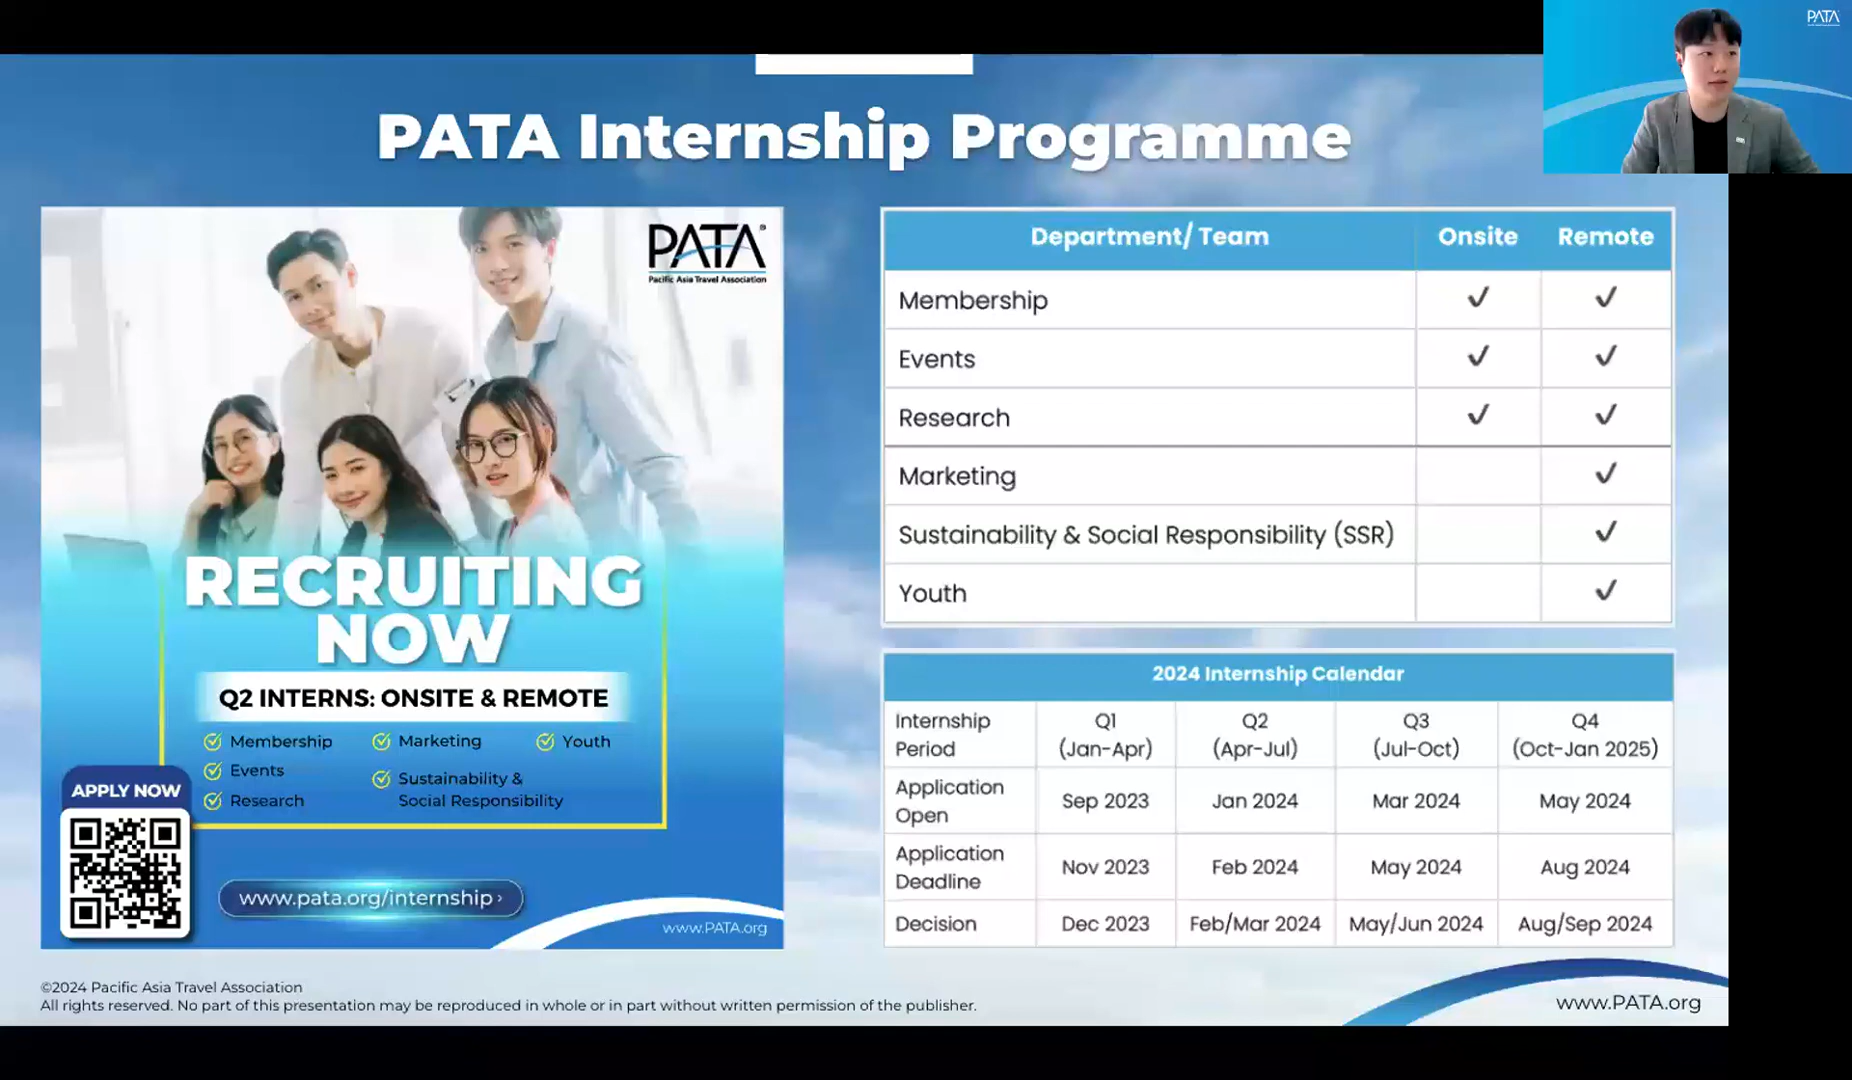 PATA
PATA Internship Programme
PATA®
Pacific Asia Travel Association
RECRUITING
NOW
Q2 INTERNS: ONSITE & REMOTE
Membership
Marketing
Youth
Events
Sustainability &
Social Responsibility
Research
APPLY NOW
www.pata.org/internship ›
www.PATA.org
Department/ Team Onsite Remote
Membership ✓ ✓
Events ✓ ✓
Research ✓ ✓
Marketing ✓
Sustainability & Social Responsibility (SSR) ✓
Youth ✓
2024 Internship Calendar
Internship Period Q1 (Jan-Apr) Q2 (Apr-Jul) Q3 (Jul-Oct) Q4 (Oct-Jan 2025)
Application Open Sep 2023 Jan 2024 Mar 2024 May 2024
Application Deadline Nov 2023 Feb 2024 May 2024 Aug 2024
Decision Dec 2023 Feb/Mar 2024 May/Jun 2024 Aug/Sep 2024
©2024 Pacific Asia Travel Association
All rights reserved. No part of this presentation may be reproduced in whole or in part without written permission of the publisher.
www.PATA.org